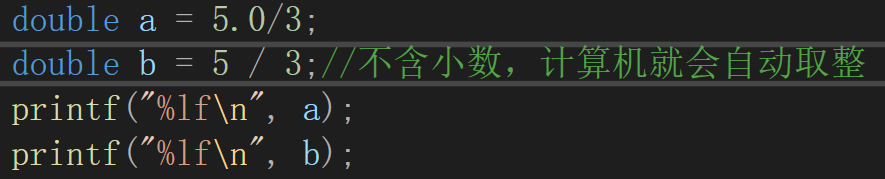 double a = 5.0/3;
double b = 5 / 3;//不含小数，计算机就会自动取整
printf("%lf\n", a);
printf("%lf\n", b);